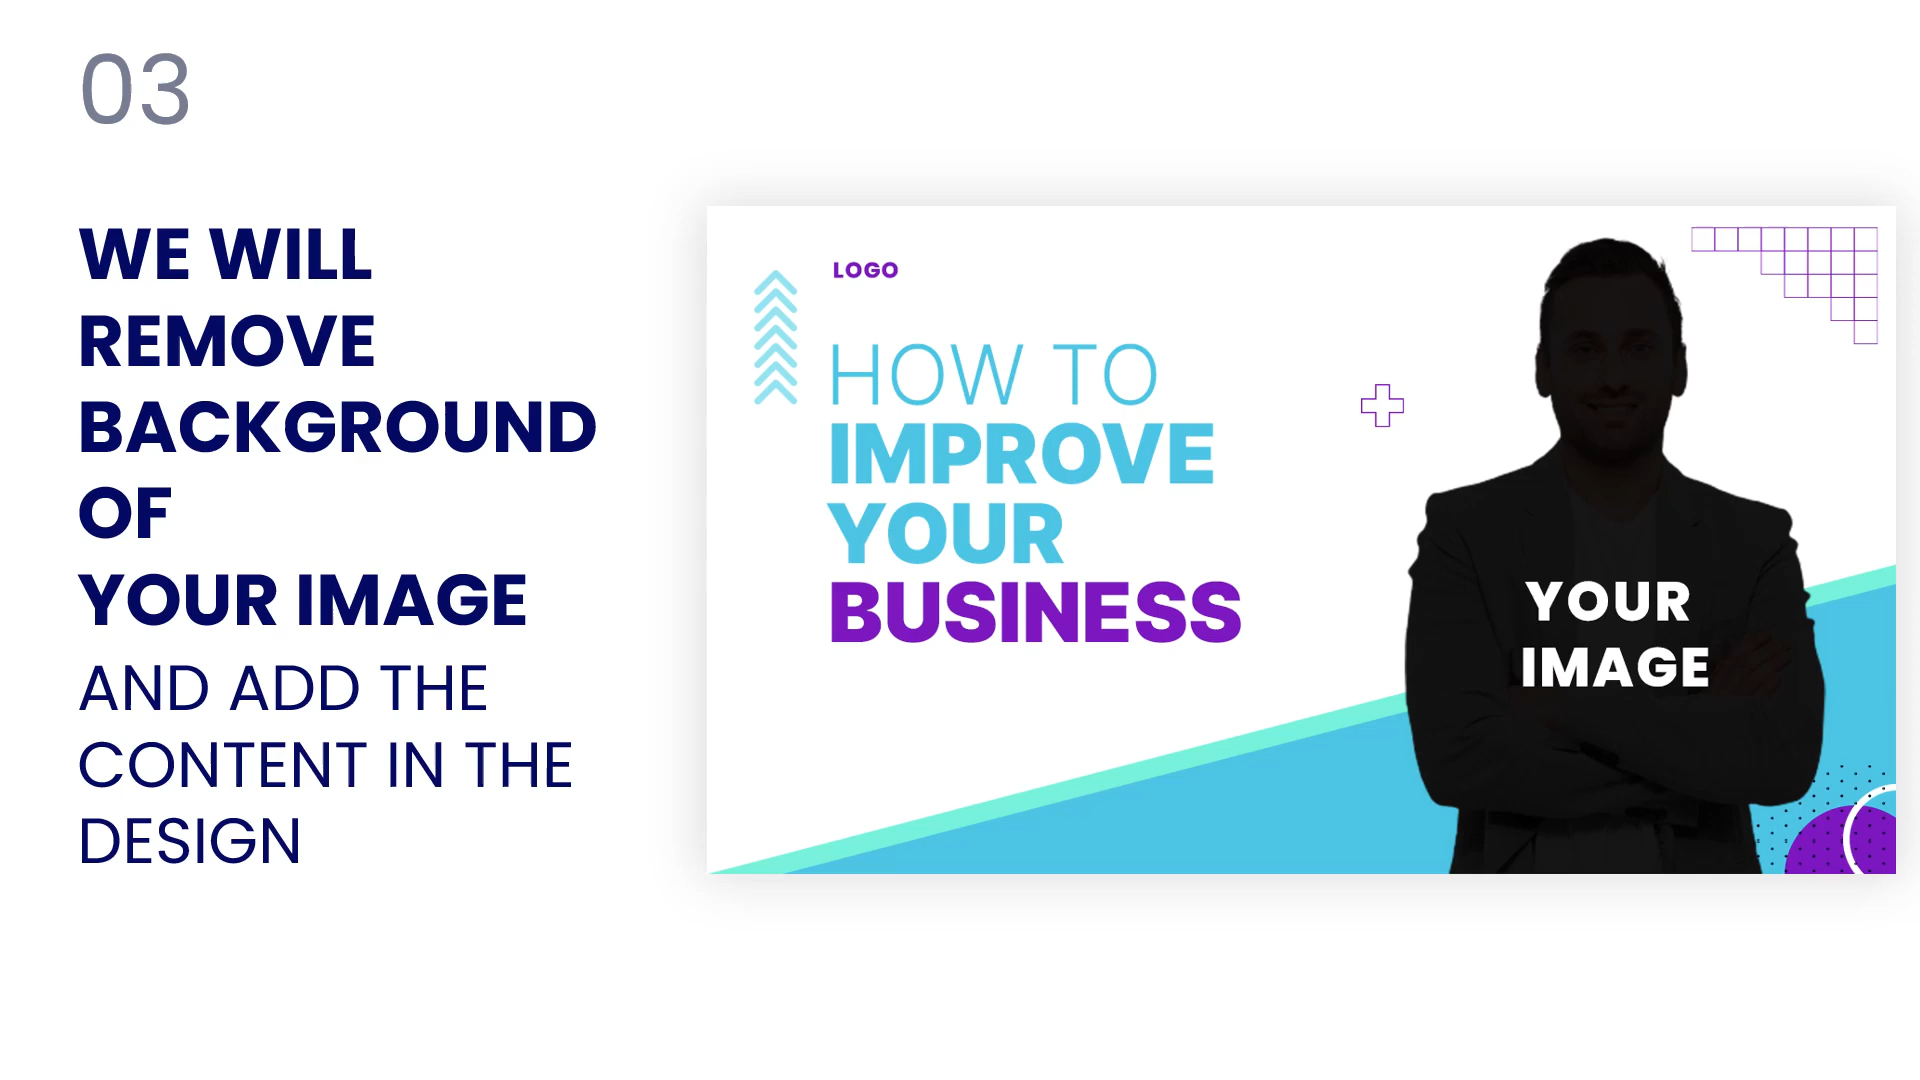 03
WE WILL
REMOVE
BACKGROUND
OF
YOUR IMAGE
AND ADD THE
CONTENT IN THE
DESIGN
LOGO
HOW TO
IMPROVE
YOUR
BUSINESS
YOUR
IMAGE